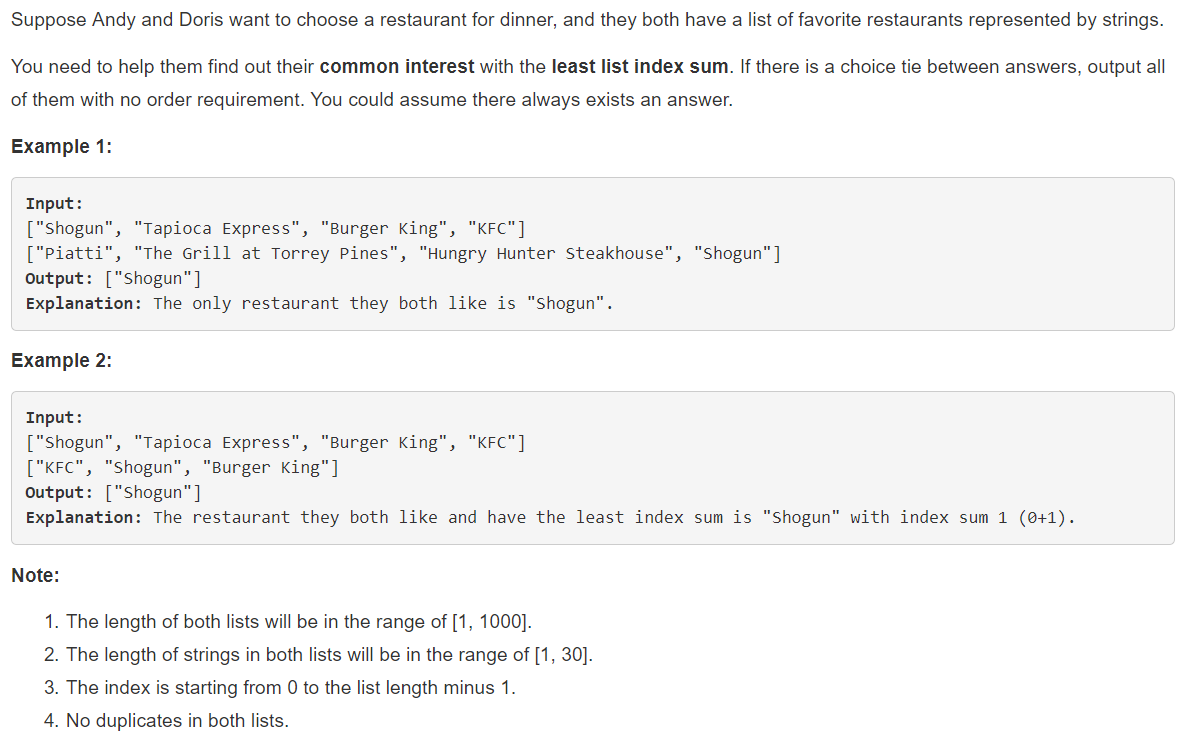 Suppose Andy and Doris want to choose a restaurant for dinner, and they both have a list of favorite restaurants represented by strings.
You need to help them find out their common interest with the least list index sum. If there is a choice tie between answers, output all
of them with no order requirement. You could assume there always exists an answer.
Example 1:
Input:
["Shogun", "Tapioca Express", "Burger King", "KFC"]
["Piatti", "The Grill at Torrey Pines", "Hungry Hunter Steakhouse", "Shogun"]
Output: ["Shogun"]
Explanation: The only restaurant they both like is "Shogun".
Example 2:
Input:
["Shogun", "Tapioca Express", "Burger King", "KFC"]
["KFC", "Shogun", "Burger King"]
Output: ["Shogun"]
Explanation: The restaurant they both like and have the least index sum is "Shogun" with index sum 1 (0+1).
Note:
1. The length of both lists will be in the range of [1, 1000].
2. The length of strings in both lists will be in the range of [1, 30].
3. The index is starting from 0 to the list length minus 1.
4. No duplicates in both lists.